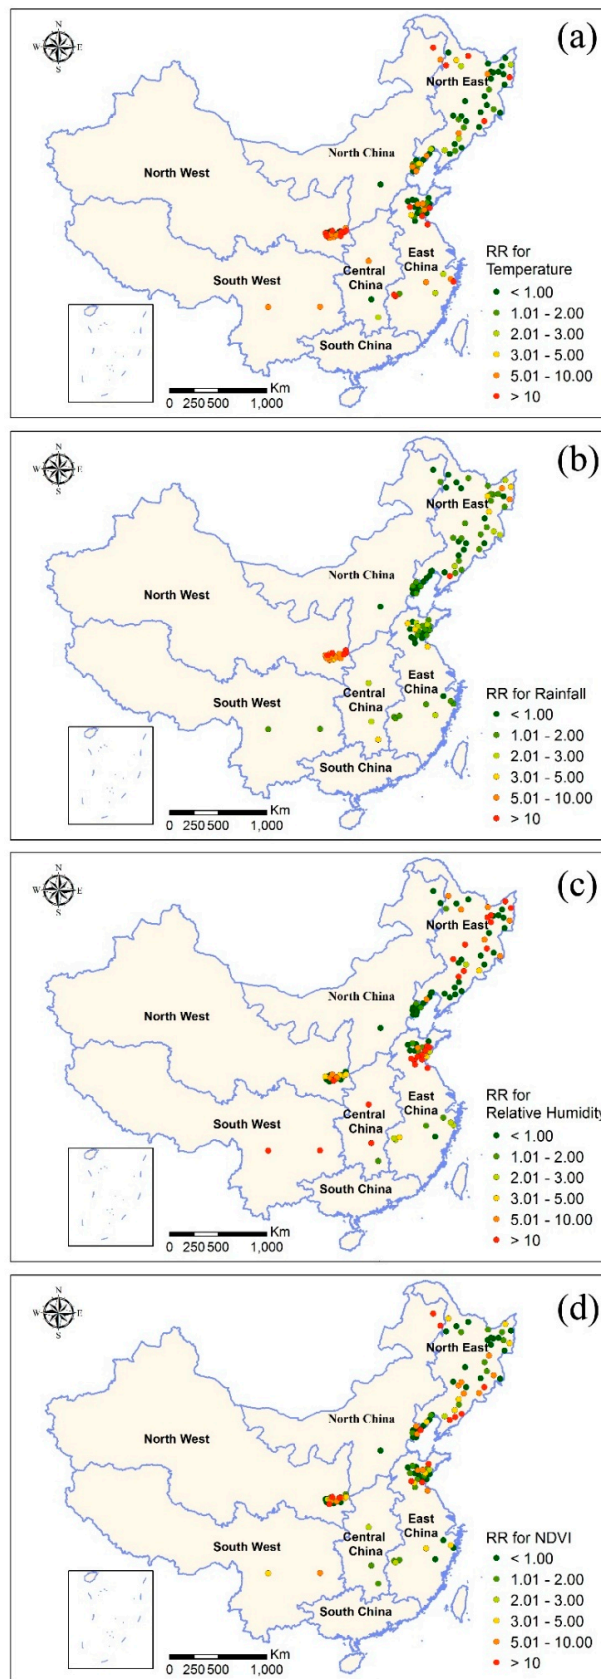 (a)
N
W E
S
North East
North China
North West
East
China
Central
China
South West
South China
RR for
Temperature
< 1.00
1.01 - 2.00
2.01 - 3.00
3.01 - 5.00
5.01 - 10.00
> 10
Km
0 250 500 1,000
(b)
N
W E
S
North East
North China
North West
East
China
Central
China
South West
South China
RR for Rainfall
< 1.00
1.01 - 2.00
2.01 - 3.00
3.01 - 5.00
5.01 - 10.00
> 10
Km
0 250 500 1,000
(c)
N
W E
S
North East
North China
North West
East
China
Central
China
South West
South China
RR for
Relative Humidity
< 1.00
1.01 - 2.00
2.01 - 3.00
3.01 - 5.00
5.01 - 10.00
> 10
Km
0 250 500 1,000
(d)
N
W E
S
North East
North China
North West
East
China
Central
China
South West
South China
RR for NDVI
< 1.00
1.01 - 2.00
2.01 - 3.00
3.01 - 5.00
5.01 - 10.00
> 10
Km
0 250 500 1,000